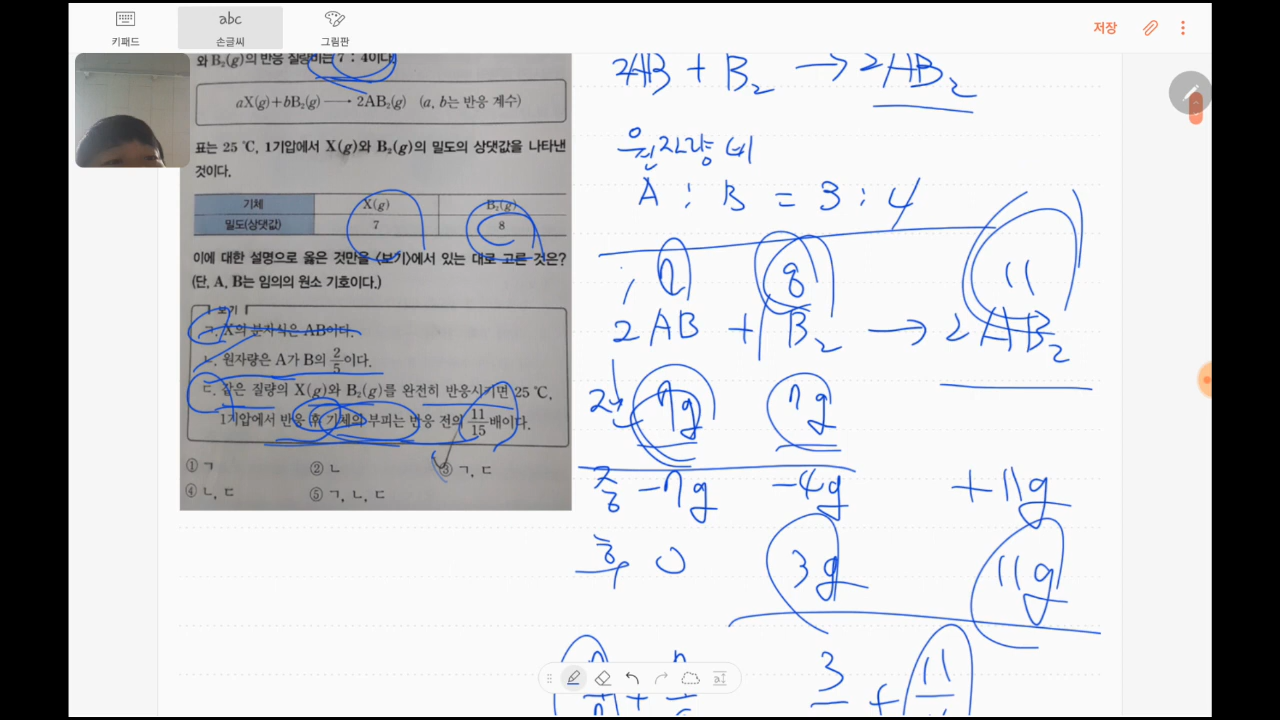 키패드
abc
손글씨
그림판
저장
와 B₂(g)의 반응 질량비는 7 : 4이다.
aX(g)+bB₂(g) ⟶ 2AB₂(g) (a, b는 반응 계수)
표는 25 ℃, 1기압에서 X(g)와 B₂(g)의 밀도의 상댓값을 나타낸
것이다.
기체 X(g) B₂(g)
밀도(상댓값) 7 8
이에 대한 설명으로 옳은 것만을 <보기>에서 있는 대로 고른 것은?
(단, A, B는 임의의 원소 기호이다.)
보기
ㄱ. X의 분자식은 AB이다.
ㄴ. 원자량은 A가 B의 2/5이다.
ㄷ. 같은 질량의 X(g)와 B₂(g)를 완전히 반응시키면 25 ℃,
1기압에서 반응 후 기체의 부피는 반응 전의 11/15배이다.
① ㄱ ② ㄴ ③ ㄱ, ㄷ
④ ㄴ, ㄷ ⑤ ㄱ, ㄴ, ㄷ
2AB + B₂ → 2AB₂
원자량 비
A : B = 3 : 4
7 8 11
2AB + B₂ → 2AB₂
7g 7g
중 -7g -4g +11g
후 0 3g 11g
3 + 11